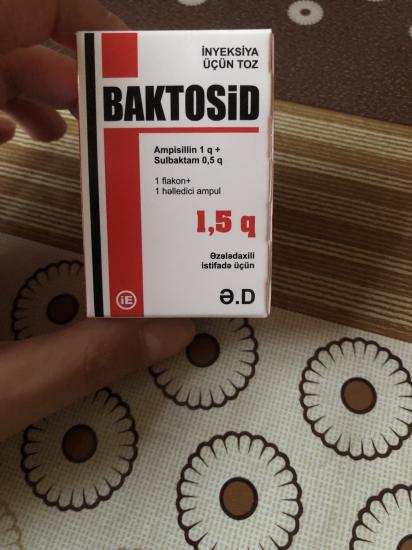 İNYEKSİYA
ÜÇÜN TOZ
BAKTOSiD
Ampisillin 1 q +
Sulbaktam 0,5 q
1 flakon+
1 həlledici ampul
1,5 q
Əzələdaxili
istifadə üçün
iE
Ə.D